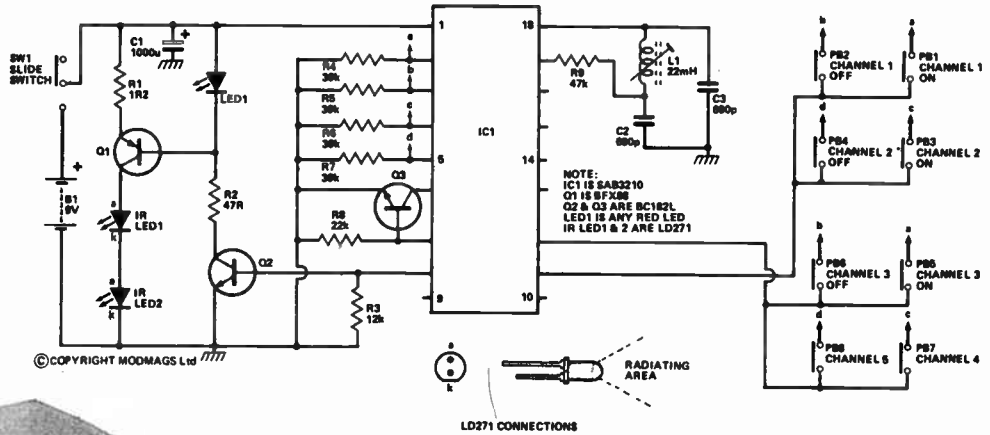 SW1
SLIDE
SWITCH
C1
1000u
+
R1
1R2
LED1
Q1
B1
9V
+
a
IR
LED1
k
a
IR
LED2
k
R2
47R
Q2
R3
12k
R4
39k
R5
39k
R6
39k
R7
39k
a
b
c
d
Q3
R8
22k
1
5
9
IC1
18
14
10
R9
47k
L1
22mH
C2
680p
C3
680p
NOTE:
IC1 IS SAB3210
Q1 IS BFX88
Q2 & Q3 ARE BC182L
LED1 IS ANY RED LED
IR LED1 & 2 ARE LD271
b
PB2
CHANNEL 1
OFF
a
PB1
CHANNEL 1
ON
d
PB4
CHANNEL 2
OFF
c
PB3
CHANNEL 2
ON
b
PB6
CHANNEL 3
OFF
a
PB5
CHANNEL 3
ON
d
PB8
CHANNEL 5
c
PB7
CHANNEL 4
© COPYRIGHT MODMAGS Ltd
a
k
RADIATING
AREA
LD271 CONNECTIONS